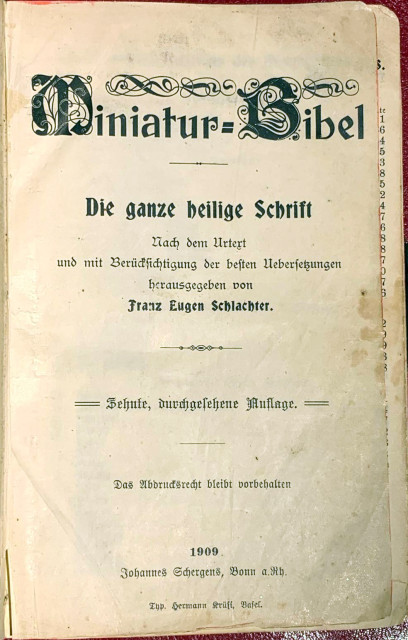 Miniatur=Bibel
Die ganze heilige Schrift
Nach dem Urtext
und mit Berücksichtigung der besten Uebersetzungen
herausgegeben von
Franz Eugen Schlachter.
Zehnte, durchgesehene Auflage.
Das Abdrucksrecht bleibt vorbehalten
1909
Johannes Schergens, Bonn a.Rh.
Typ. Hermann Krüsi, Basel.